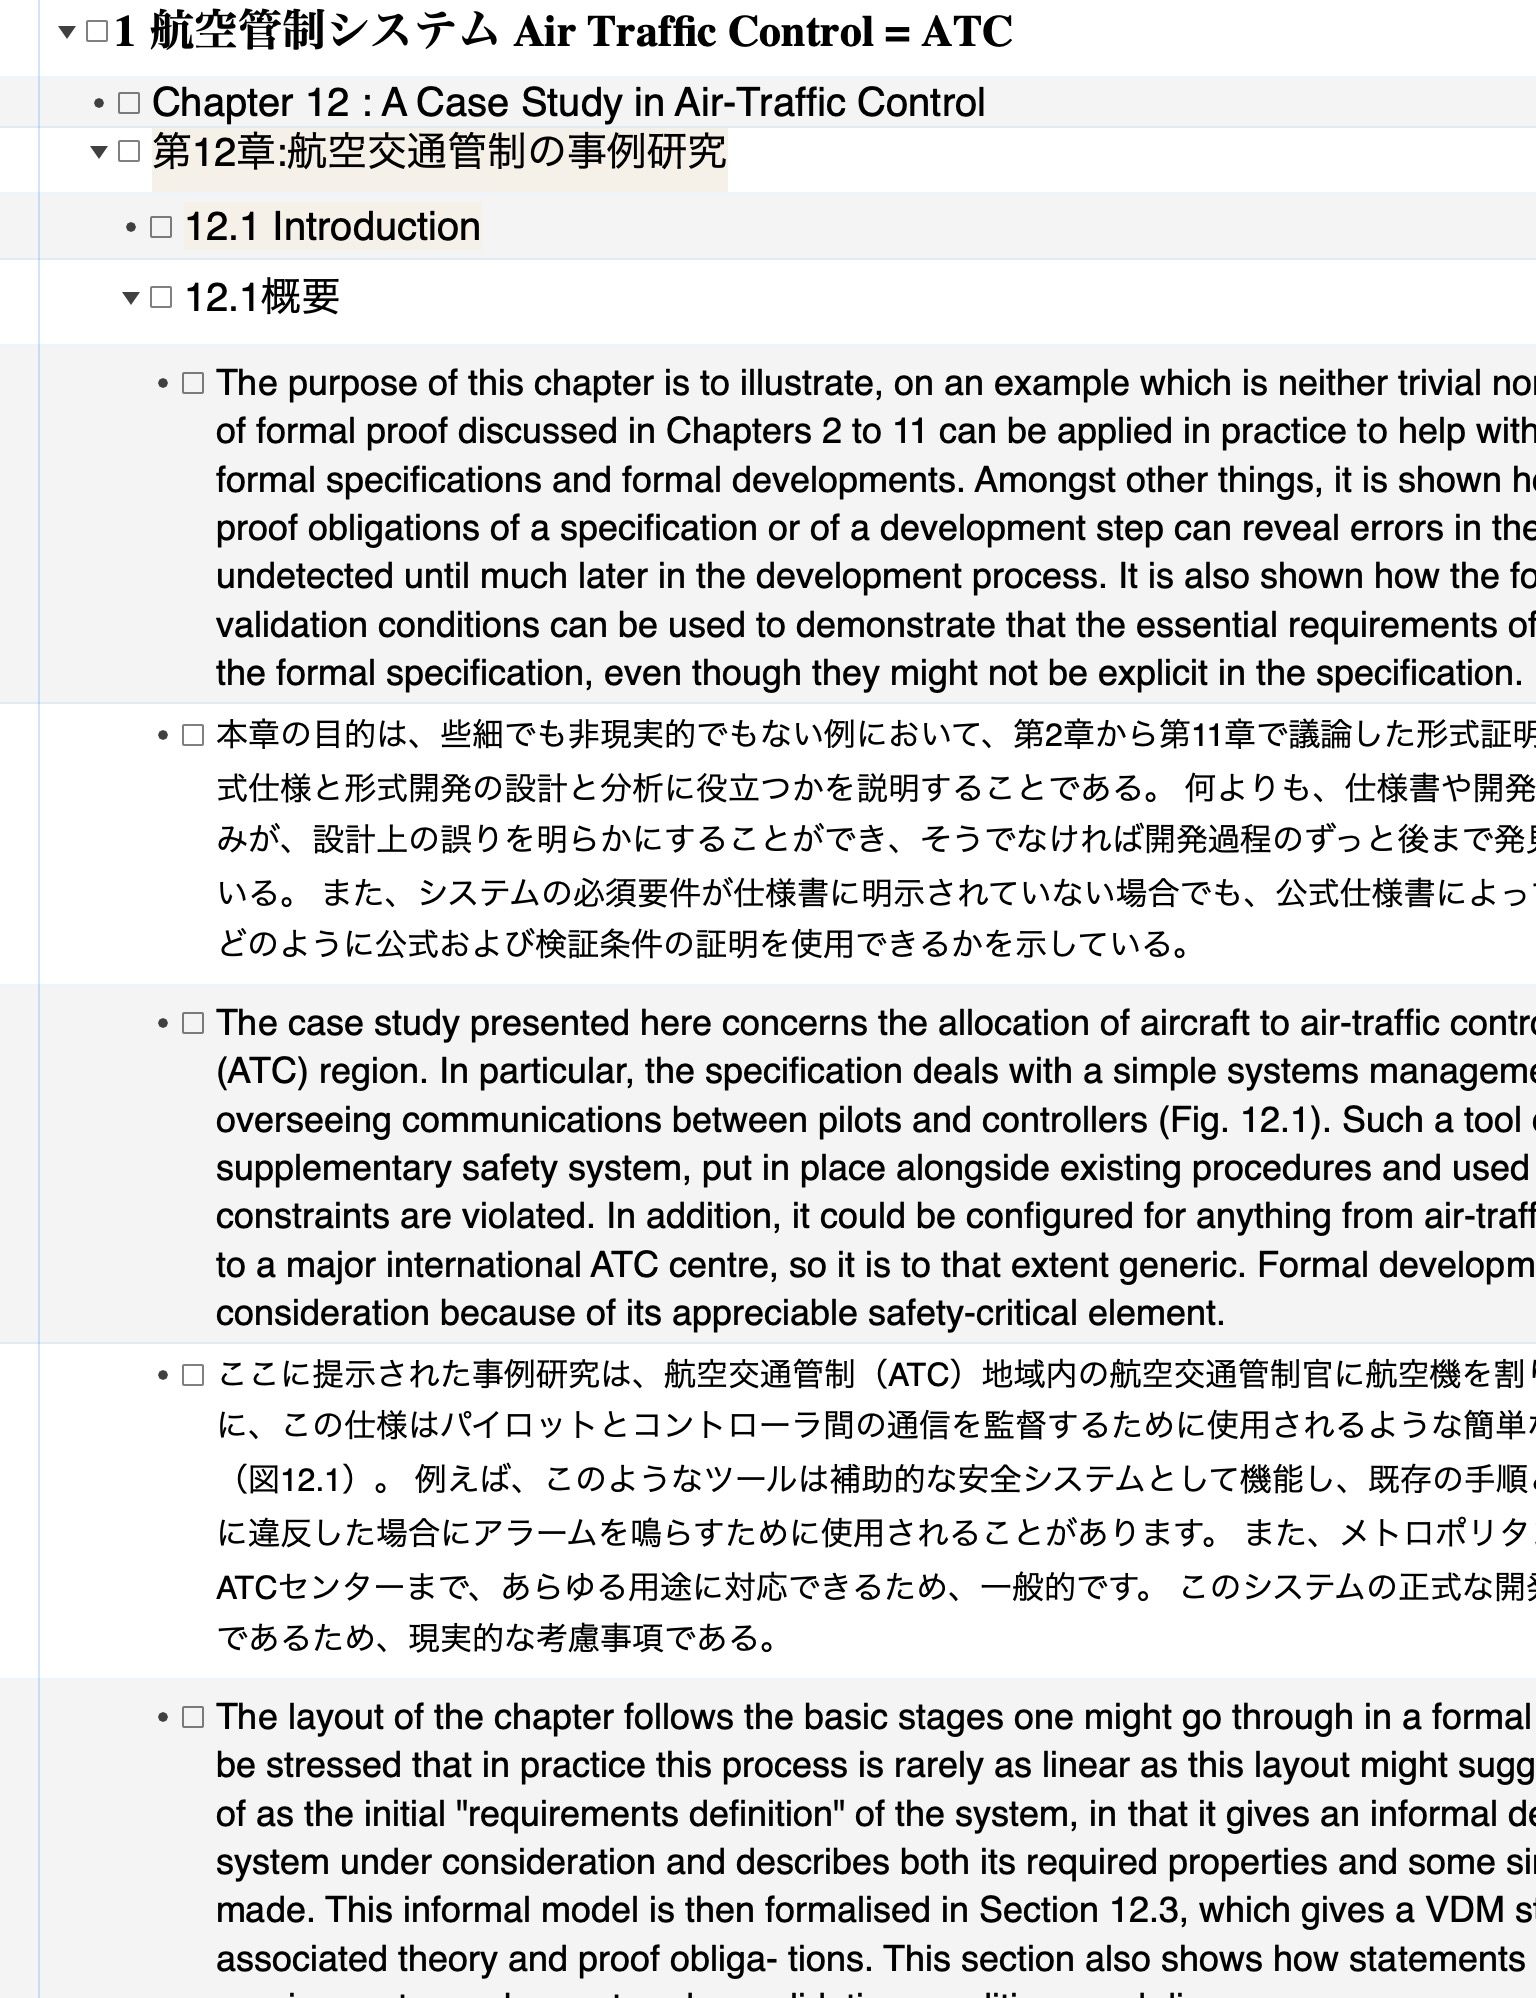 1 航空管制システム Air Traffic Control = ATC
Chapter 12 : A Case Study in Air-Traffic Control
第12章:航空交通管制の事例研究
12.1 Introduction
12.1概要
The purpose of this chapter is to illustrate, on an example which is neither trivial nor
of formal proof discussed in Chapters 2 to 11 can be applied in practice to help with
formal specifications and formal developments. Amongst other things, it is shown
proof obligations of a specification or of a development step can reveal errors in the
undetected until much later in the development process. It is also shown how the
validation conditions can be used to demonstrate that the essential requirements of
the formal specification, even though they might not be explicit in the specification.
本章の目的は、些細でも非現実的でもない例において、第2章から第11章で議論した形式証明
式仕様と形式開発の設計と分析に役立つかを説明することである。 何よりも、仕様書や開発
みが、設計上の誤りを明らかにすることができ、そうでなければ開発過程のずっと後まで発見
いる。 また、システムの必須要件が仕様書に明示されていない場合でも、公式仕様書によって
どのように公式および検証条件の証明を使用できるかを示している。
The case study presented here concerns the allocation of aircraft to air-traffic
(ATC) region. In particular, the specification deals with a simple systems
overseeing communications between pilots and controllers (Fig. 12.1). Such a tool
supplementary safety system, put in place alongside existing procedures and used
constraints are violated. In addition, it could be configured for anything from
to a major international ATC centre, so it is to that extent generic. Formal
consideration because of its appreciable safety-critical element.
ここに提示された事例研究は、航空交通管制（ATC）地域内の航空交通管制官に航空機を割り
に、この仕様はパイロットとコントローラ間の通信を監督するために使用されるような簡単な
（図12.1）。 例えば、このようなツールは補助的な安全システムとして機能し、既存の手順と
に違反した場合にアラームを鳴らすために使用されることがあります。 また、メトロポリタ
ATCセンターまで、あらゆる用途に対応できるため、一般的です。 このシステムの正式な開発
であるため、現実的な考慮事項である。
The layout of the chapter follows the basic stages one might go through in a formal
be stressed that in practice this process is rarely as linear as this layout might
of as the initial "requirements definition" of the system, in that it gives an informal
system under consideration and describes both its required properties and some
made. This informal model is then formalised in Section 12.3, which gives a VDM
associated theory and proof obliga- tions. This section also shows how statements